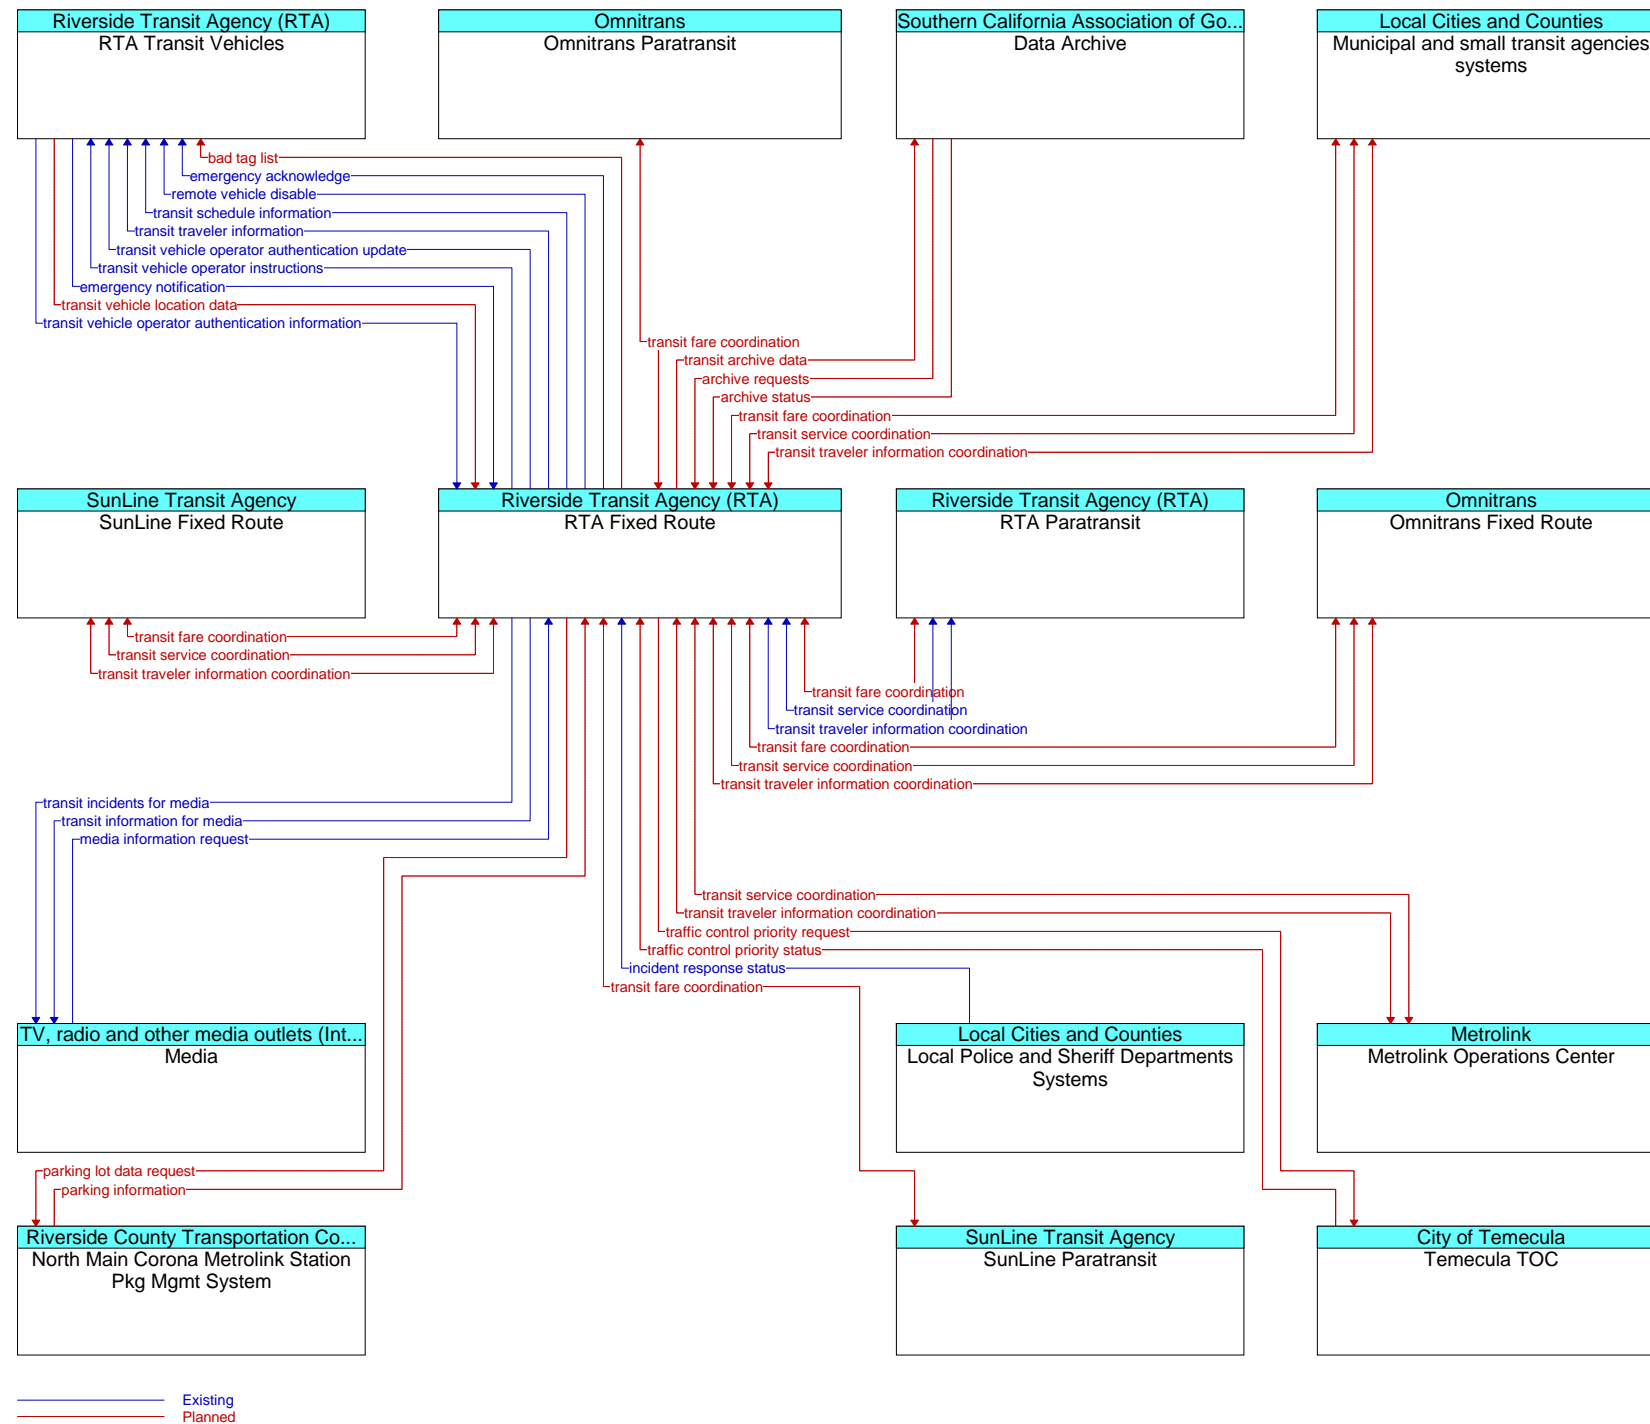 Riverside Transit Agency (RTA)
RTA Transit Vehicles
Omnitrans
Omnitrans Paratransit
Southern California Association of Go...
Data Archive
Local Cities and Counties
Municipal and small transit agencies
systems
bad tag list
emergency acknowledge
remote vehicle disable
transit schedule information
transit traveler information
transit vehicle operator authentication update
transit vehicle operator instructions
emergency notification
transit vehicle location data
transit vehicle operator authentication information
transit fare coordination
transit archive data
archive requests
archive status
transit fare coordination
transit service coordination
transit traveler information coordination
SunLine Transit Agency
SunLine Fixed Route
Riverside Transit Agency (RTA)
RTA Fixed Route
Riverside Transit Agency (RTA)
RTA Paratransit
Omnitrans
Omnitrans Fixed Route
transit fare coordination
transit service coordination
transit traveler information coordination
transit fare coordination
transit service coordination
transit traveler information coordination
transit fare coordination
transit service coordination
transit traveler information coordination
transit incidents for media
transit information for media
media information request
transit service coordination
transit traveler information coordination
traffic control priority request
traffic control priority status
incident response status
transit fare coordination
TV, radio and other media outlets (Int...
Media
Local Cities and Counties
Local Police and Sheriff Departments
Systems
Metrolink
Metrolink Operations Center
parking lot data request
parking information
Riverside County Transportation Co...
North Main Corona Metrolink Station
Pkg Mgmt System
SunLine Transit Agency
SunLine Paratransit
City of Temecula
Temecula TOC
Existing
Planned